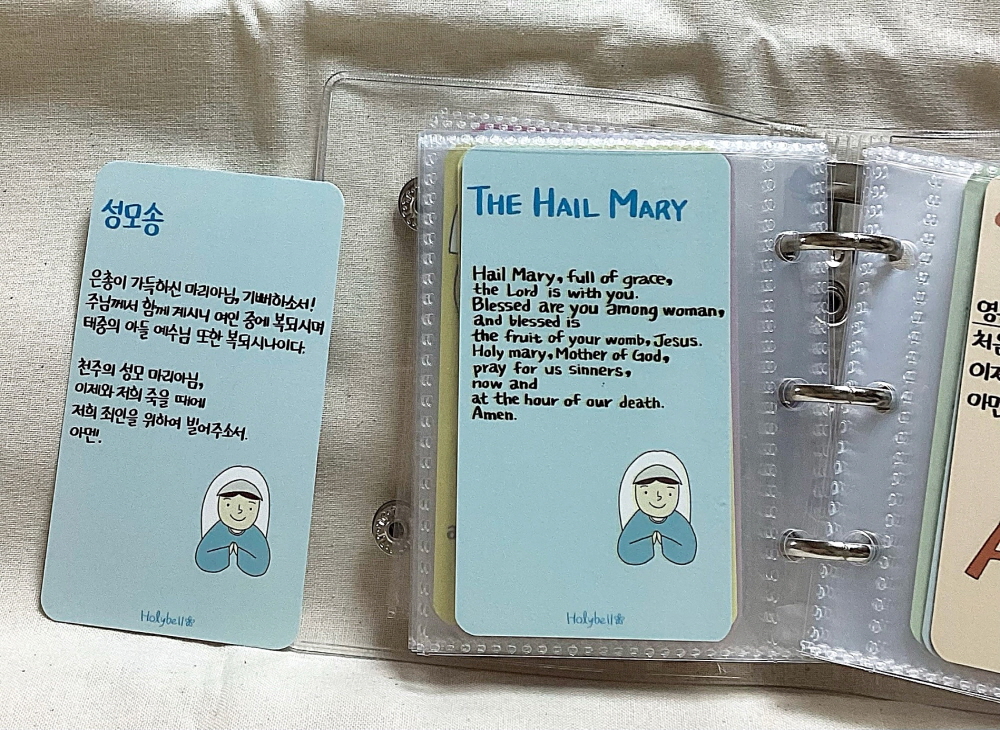 성모송
은총이 가득하신 마리아님, 기뻐하소서!
주님께서 함께 계시니 여인 중에 복되시며
태중의 아들 예수님 또한 복되시나이다.
천주의 성모 마리아님,
이제와 저희 죽을 때에
저희 죄인을 위하여 빌어주소서.
아멘.
Holybell
THE HAIL MARY
Hail Mary, full of grace,
the Lord is with you.
Blessed are you among woman,
and blessed is
the fruit of your womb, Jesus.
Holy mary, Mother of God,
pray for us sinners,
now and
at the hour of our death.
Amen.
Holybell